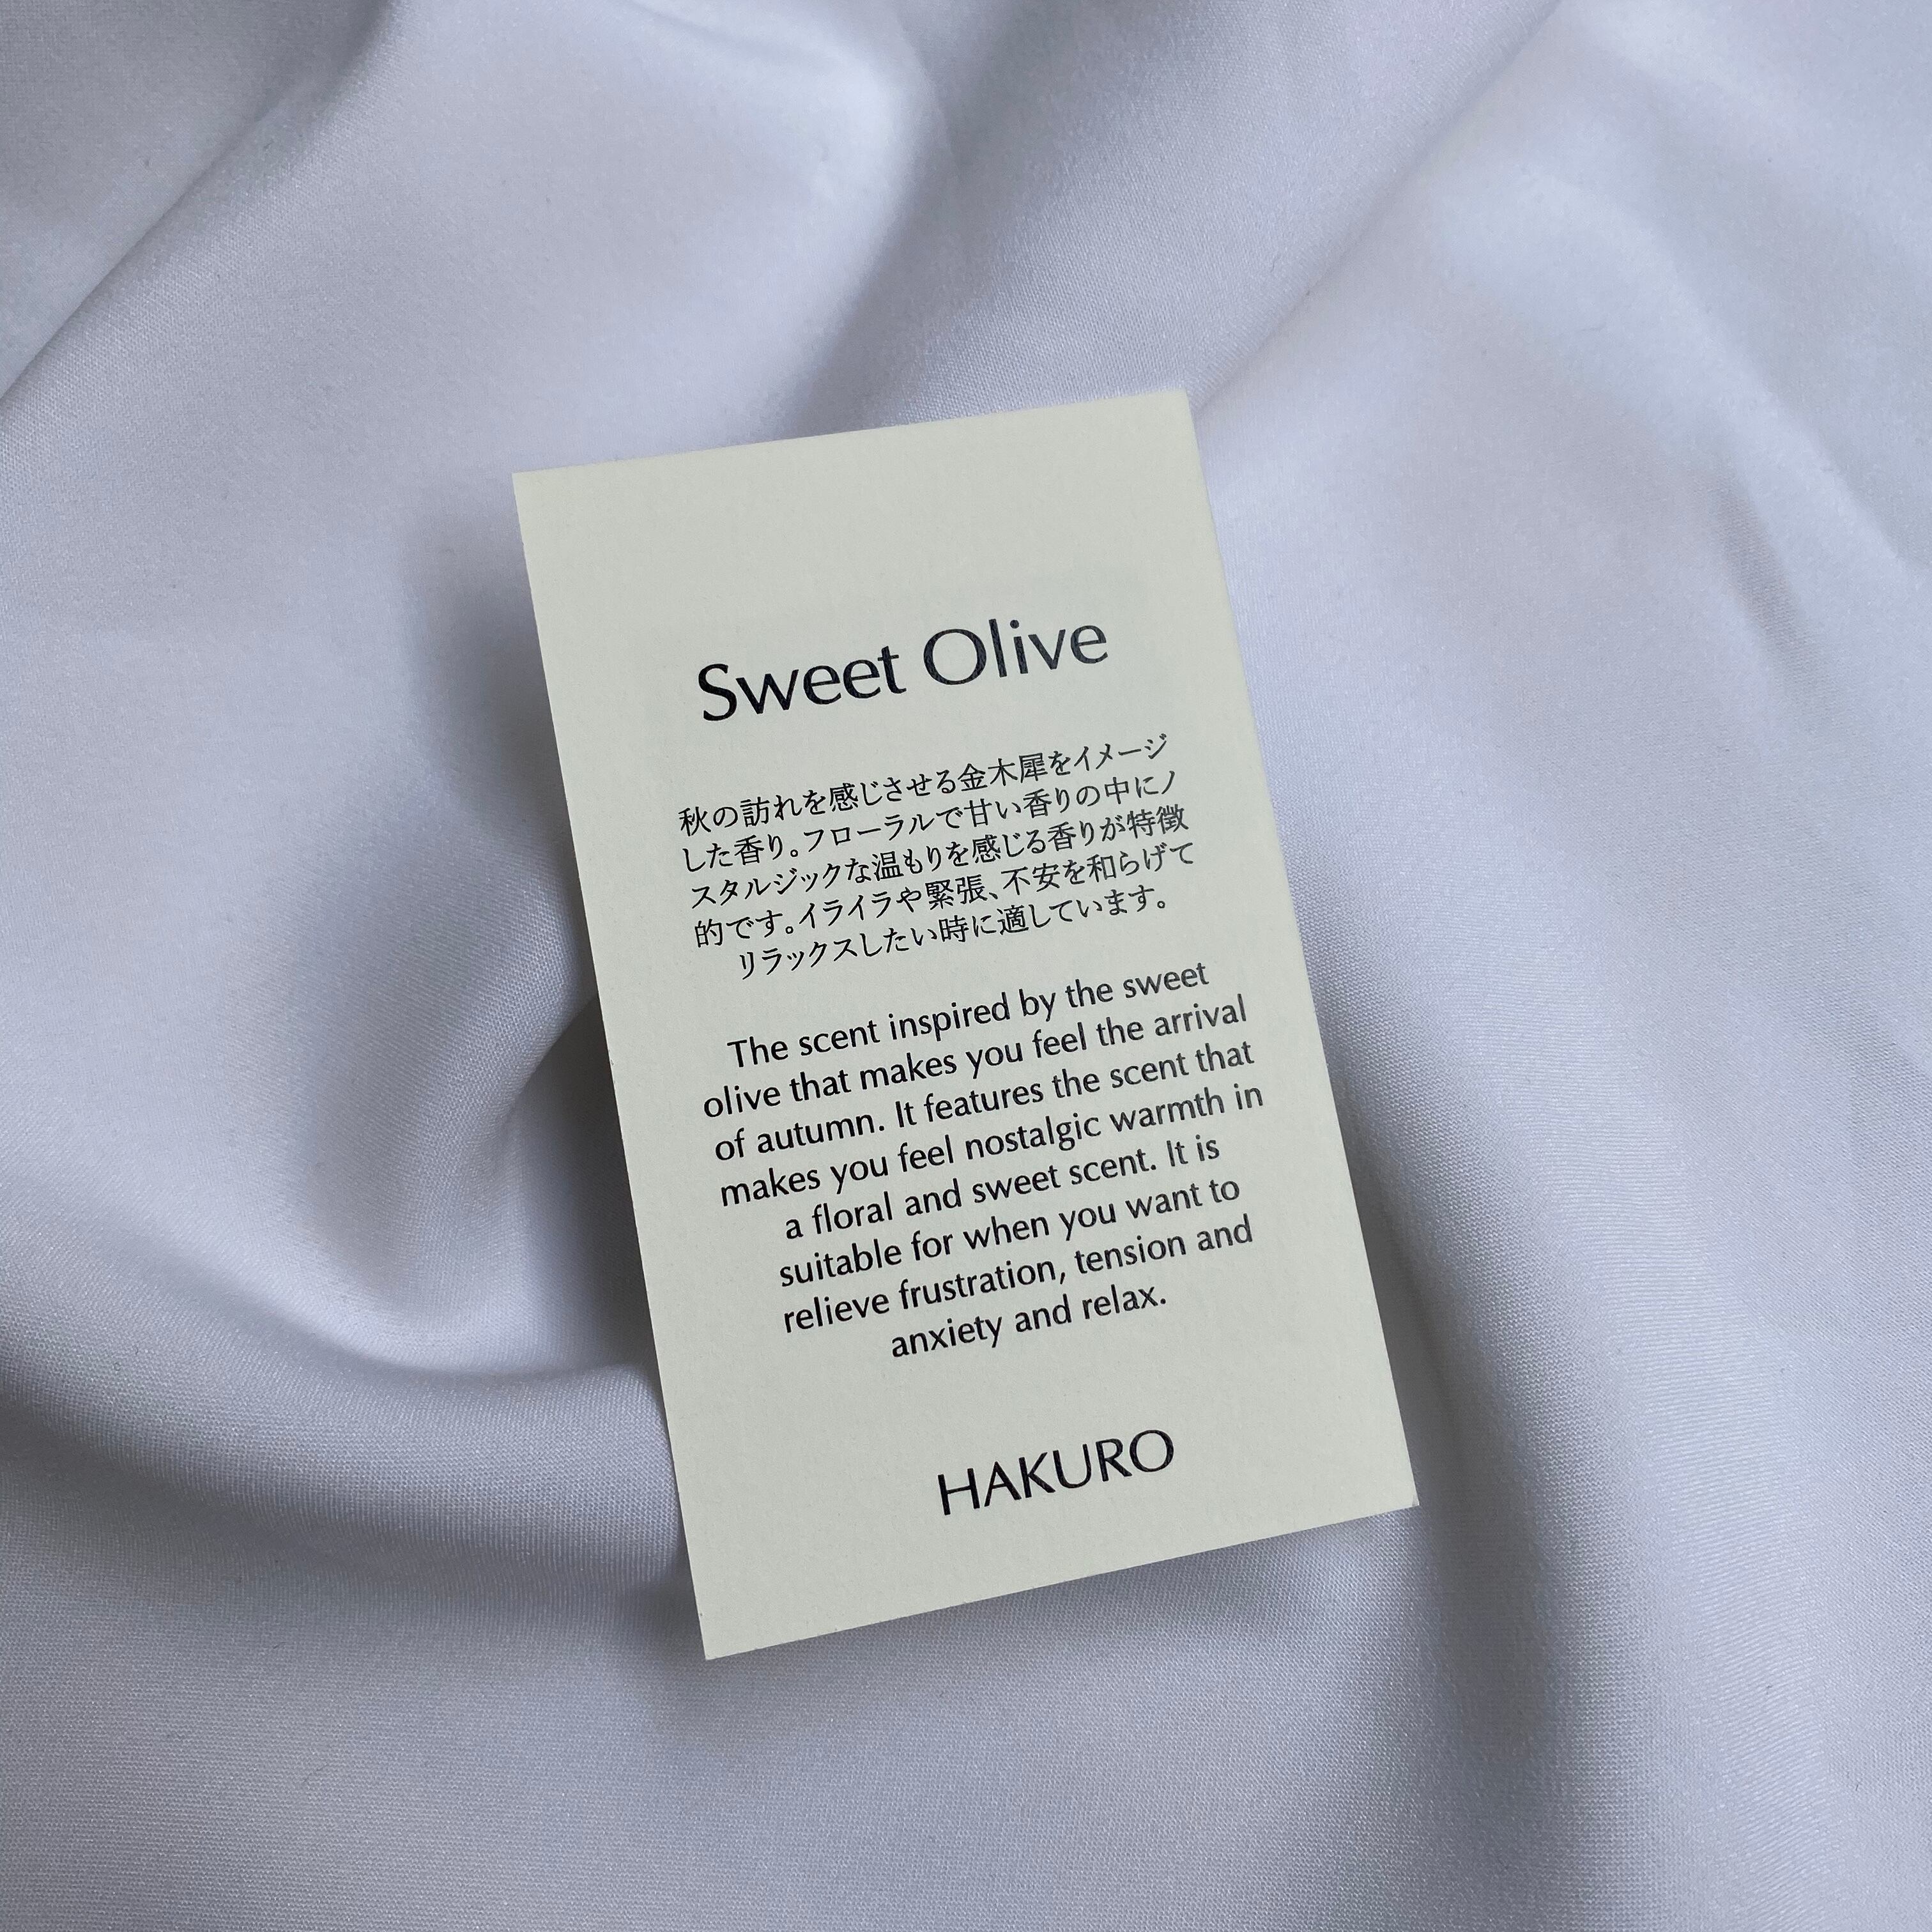 Sweet Olive
秋の訪れを感じさせる金木犀をイメージ
した香り。フローラルで甘い香りの中にノ
スタルジックな温もりを感じる香りが特徴
的です。イライラや緊張、不安を和らげて
リラックスしたい時に適しています。
The scent inspired by the sweet
olive that makes you feel the arrival
of autumn. It features the scent that
makes you feel nostalgic warmth in
a floral and sweet scent. It is
suitable for when you want to
relieve frustration, tension and
anxiety and relax.
HAKURO